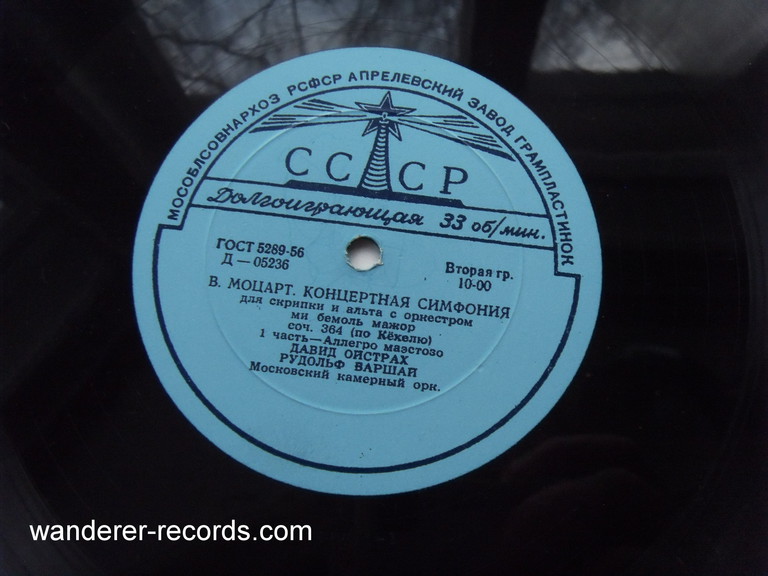 МОСОБЛСОВНАРХОЗ РСФСР АПРЕЛЕВСКИЙ ЗАВОД ГРАМПЛАСТИНОК
СССР
Долгоиграющая 33 об/мин.
ГОСТ 5289-56
Д — 05236
Вторая гр.
10-00
В. МОЦАРТ. КОНЦЕРТНАЯ СИМФОНИЯ
для скрипки и альта с оркестром
ми бемоль мажор
соч. 364 (по Кёхелю)
1 часть—Аллегро маэстозо
ДАВИД ОЙСТРАХ
РУДОЛЬФ БАРШАЙ
Московский камерный орк.
wanderer-records.com